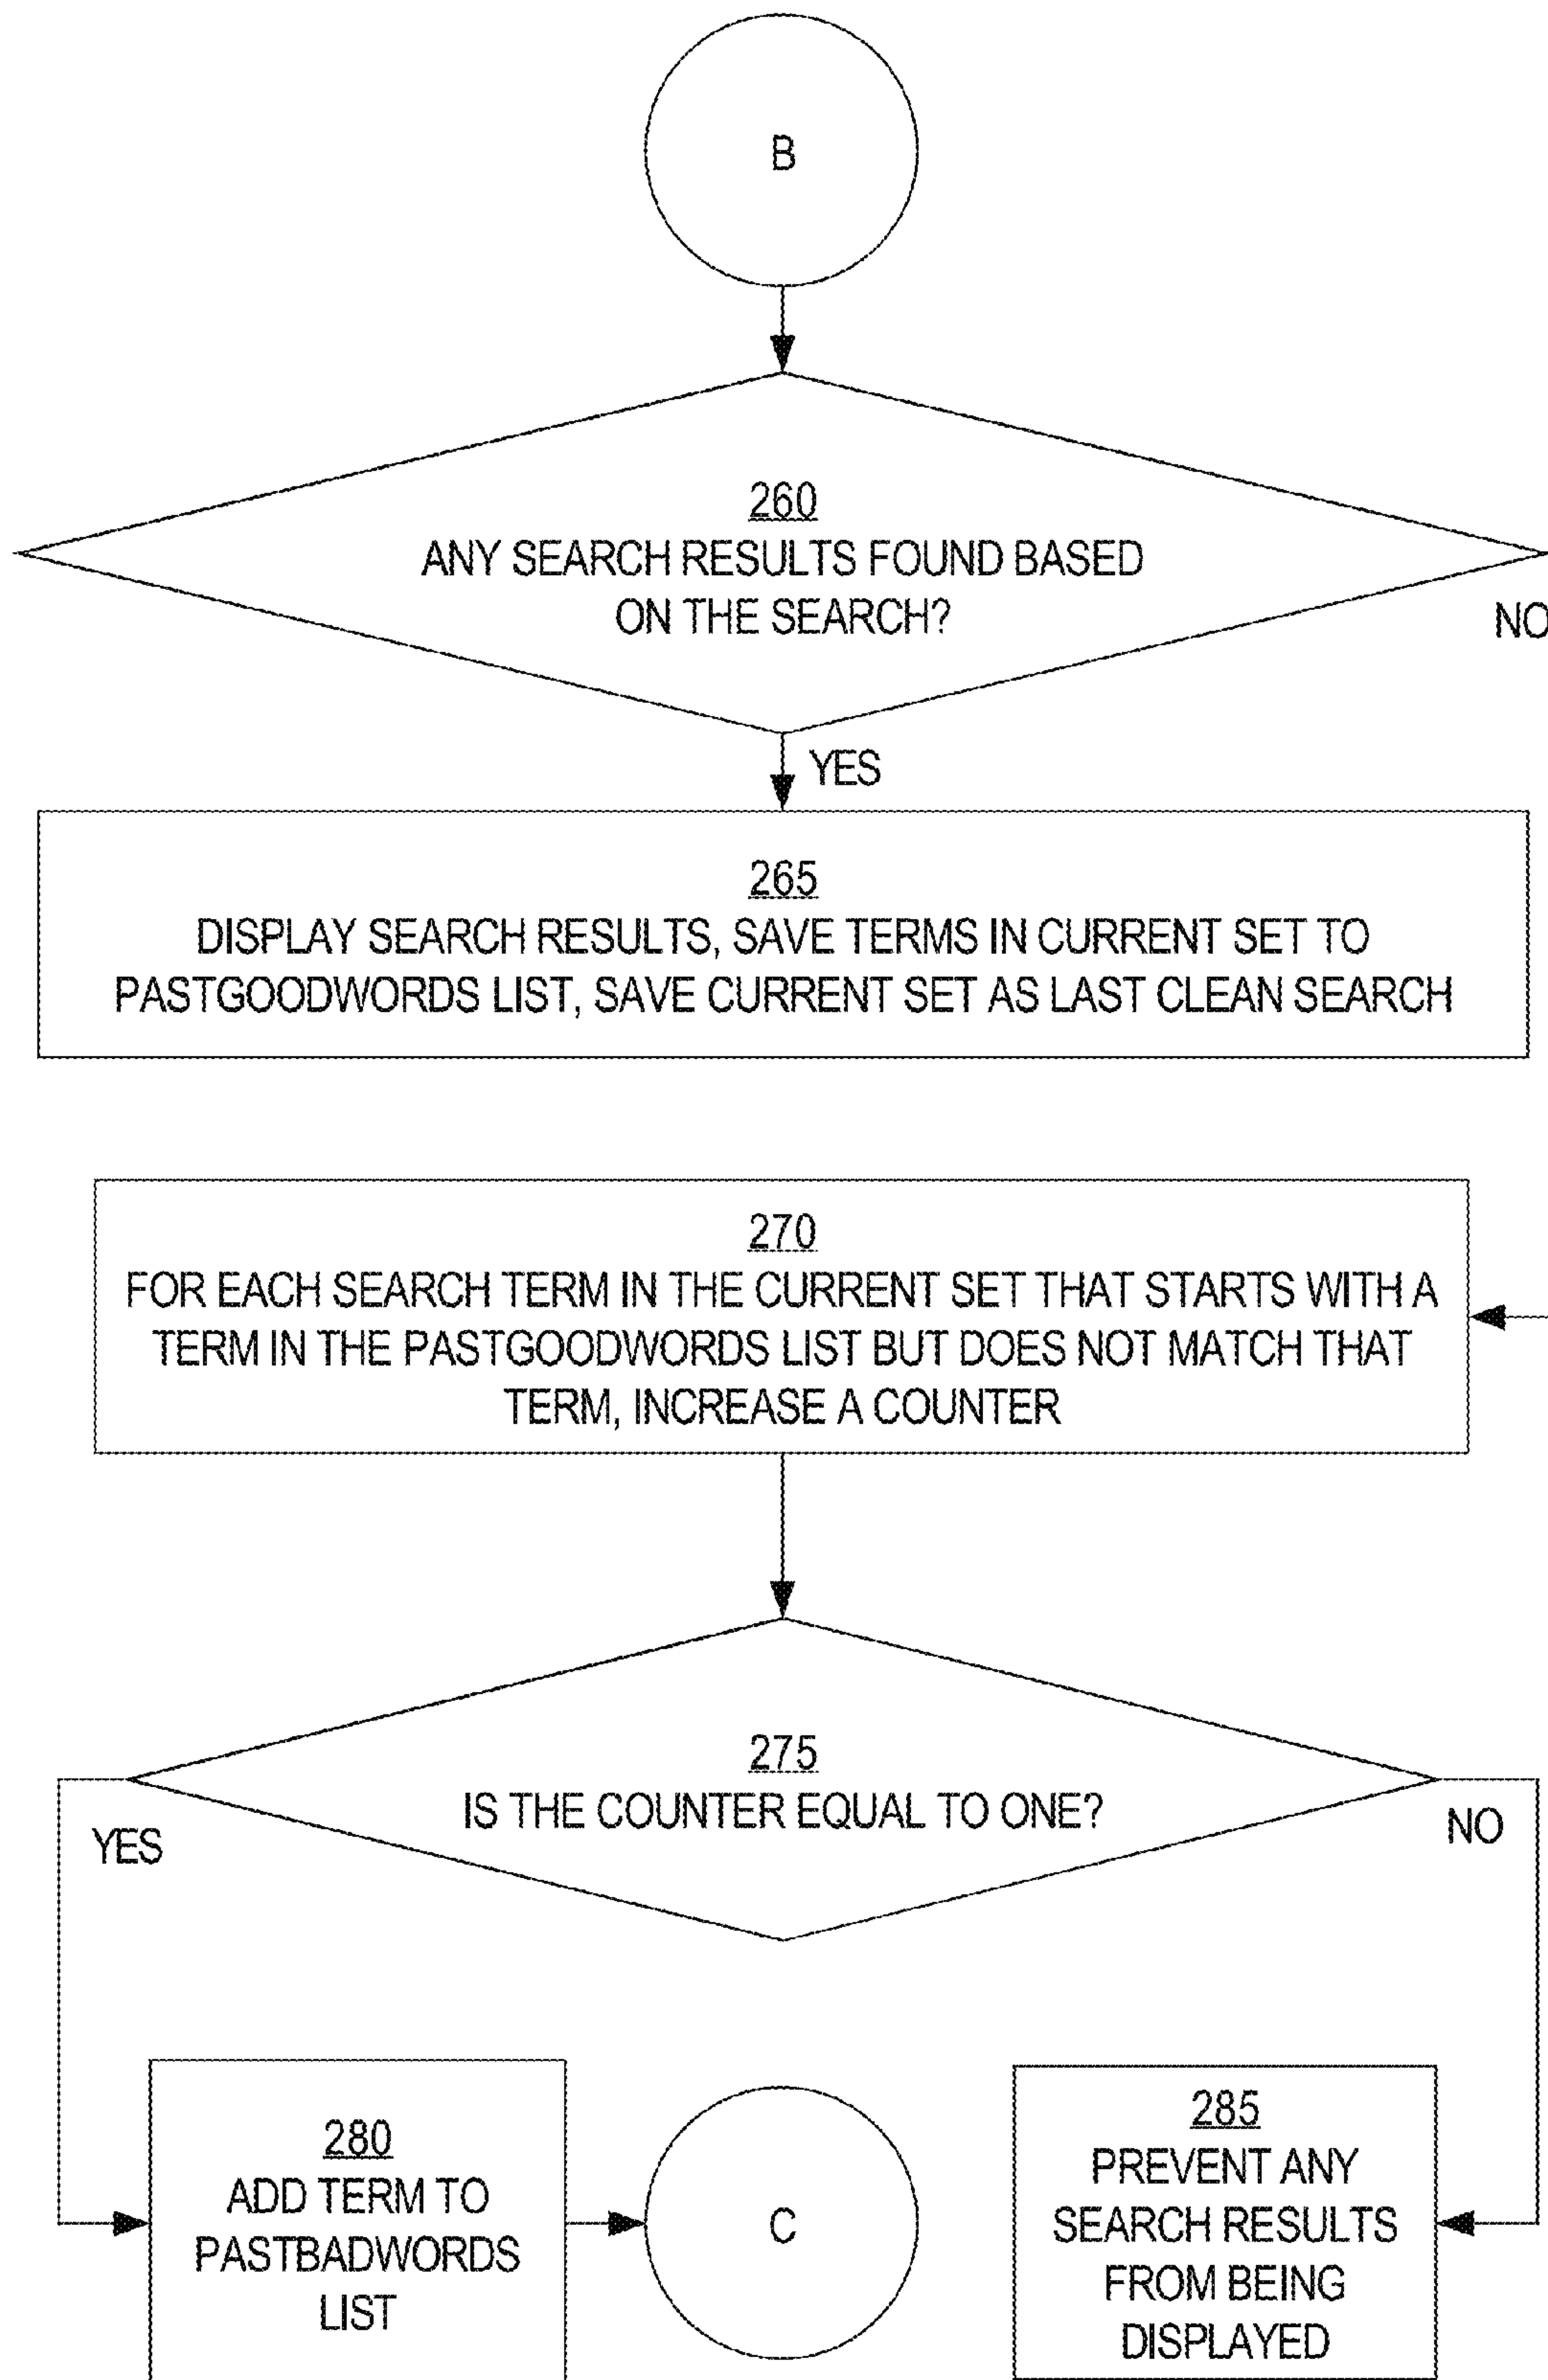 B
260
ANY SEARCH RESULTS FOUND BASED
ON THE SEARCH?
NO
YES
265
DISPLAY SEARCH RESULTS, SAVE TERMS IN CURRENT SET TO
PASTGOODWORDS LIST, SAVE CURRENT SET AS LAST CLEAN SEARCH
270
FOR EACH SEARCH TERM IN THE CURRENT SET THAT STARTS WITH A
TERM IN THE PASTGOODWORDS LIST BUT DOES NOT MATCH THAT
TERM, INCREASE A COUNTER
275
IS THE COUNTER EQUAL TO ONE?
YES
NO
280
ADD TERM TO
PASTBADWORDS
LIST
C
285
PREVENT ANY
SEARCH RESULTS
FROM BEING
DISPLAYED